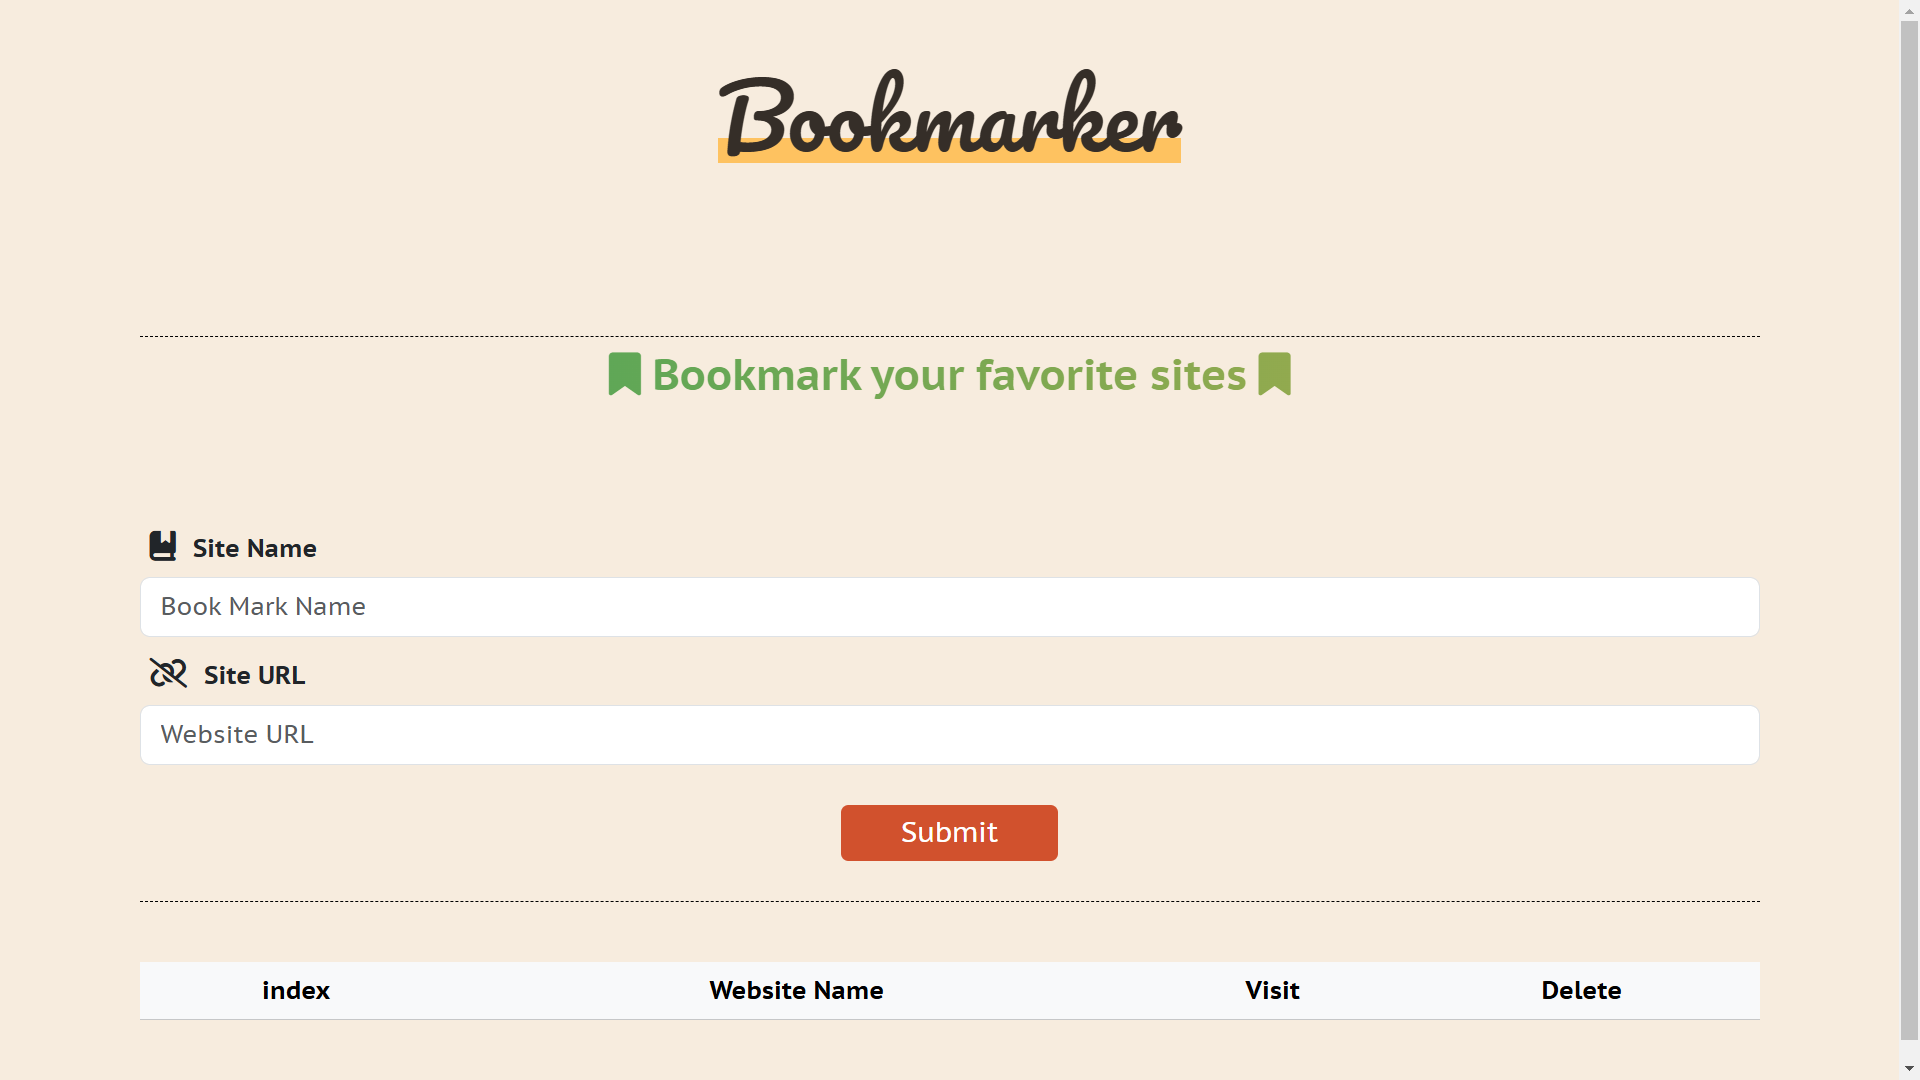 Bookmarker
Bookmark your favorite sites
Site Name
Book Mark Name
Site URL
Website URL
Submit
index Website Name Visit Delete